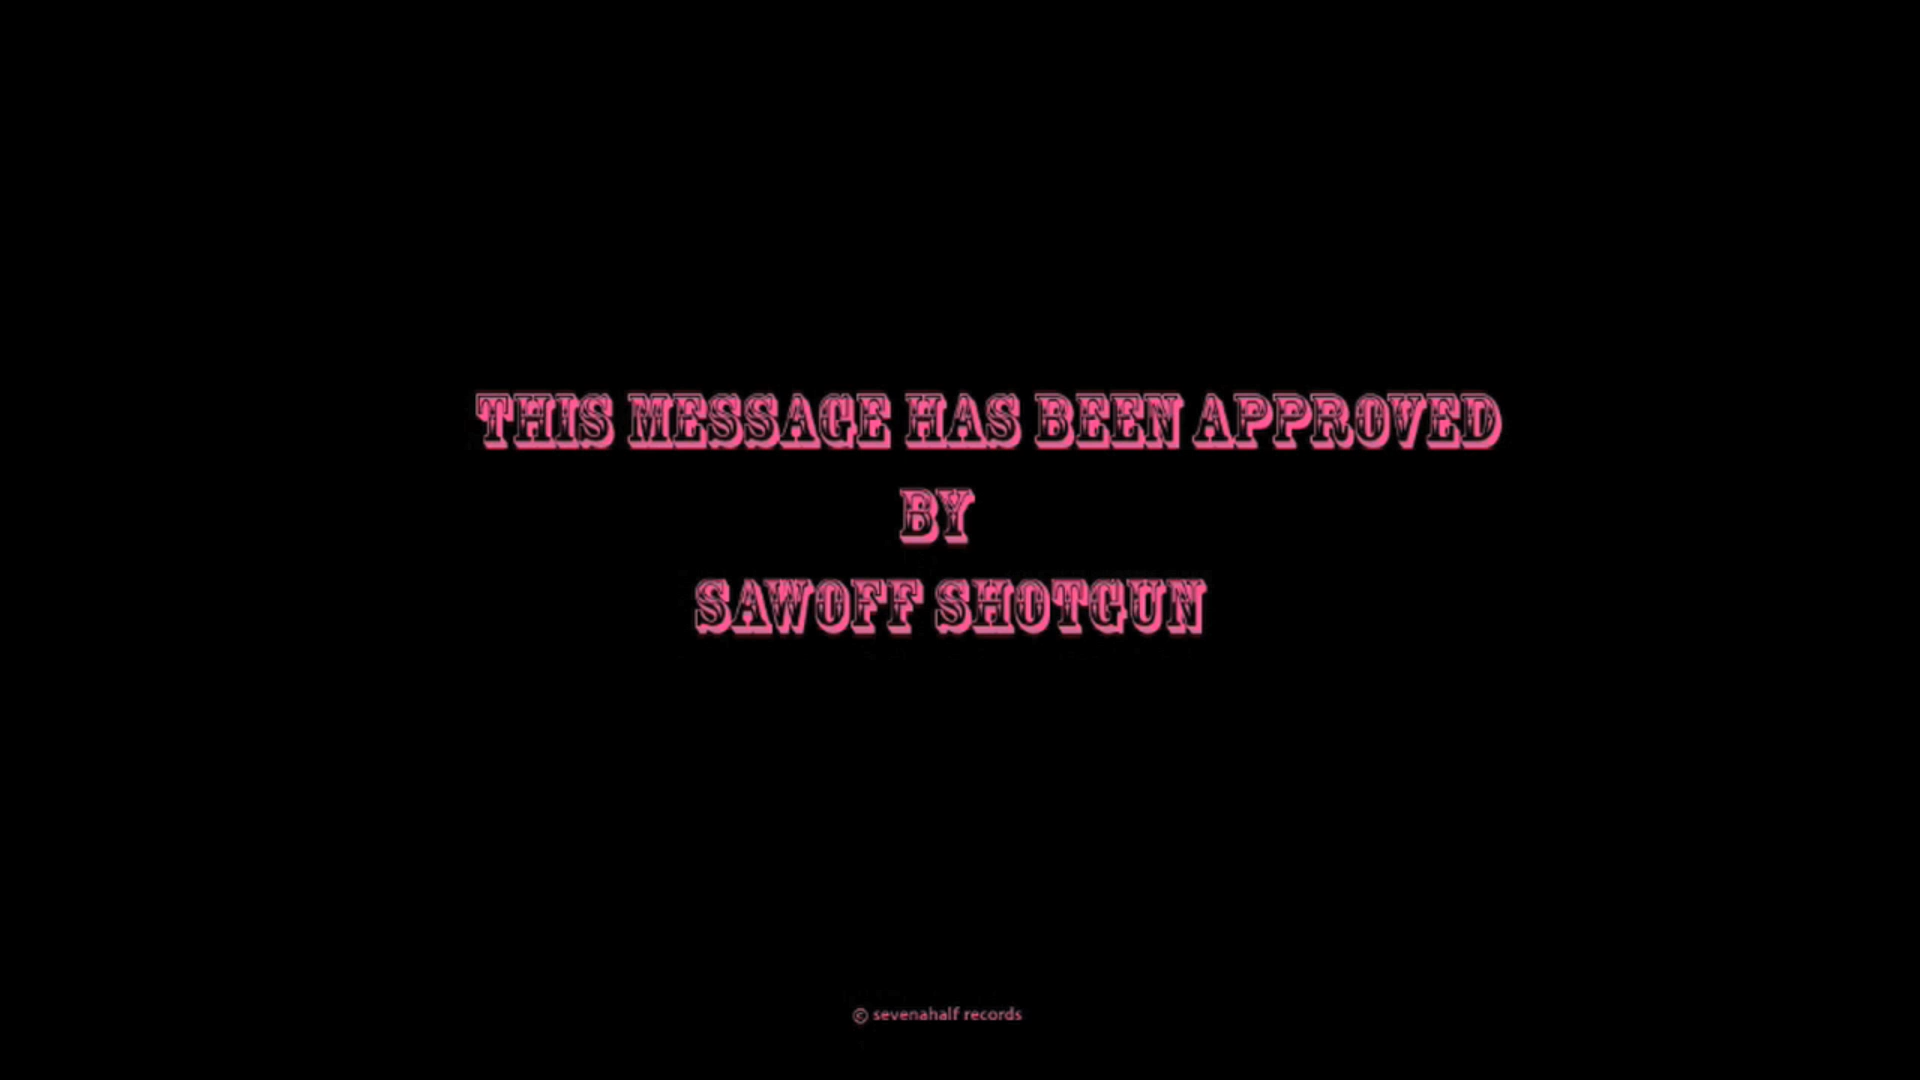 THIS MESSAGE HAS BEEN APPROVED
BY
SAWOFF SHOTGUN
© sevenahalf records